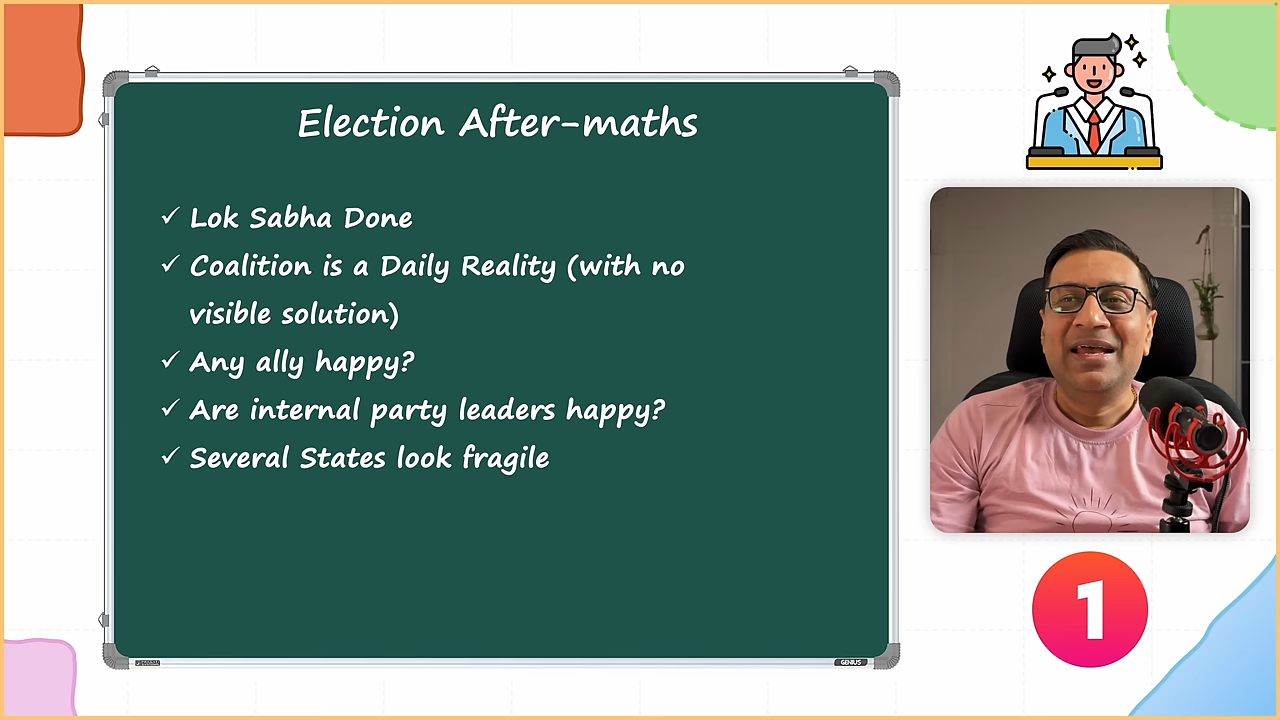 Election After-maths
✓ Lok Sabha Done
✓ Coalition is a Daily Reality (with no
visible solution)
✓ Any ally happy?
✓ Are internal party leaders happy?
✓ Several States look fragile
GENIUS
1